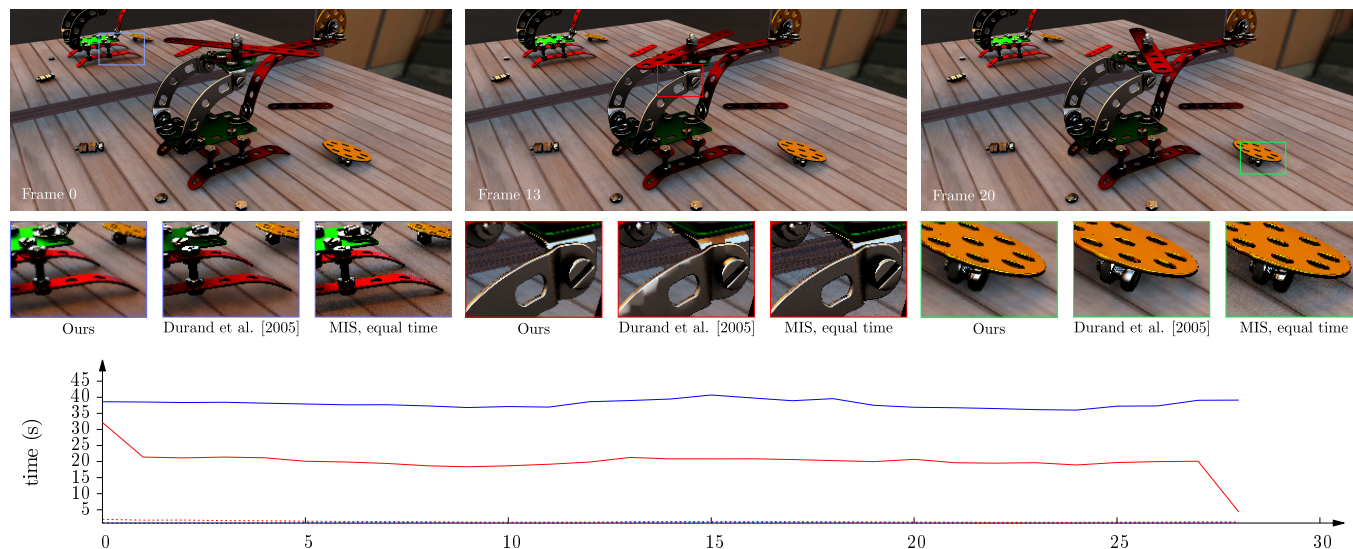 Frame 0
Frame 13
Frame 20
Ours
Durand et al. [2005]
MIS, equal time
Ours
Durand et al. [2005]
MIS, equal time
Ours
Durand et al. [2005]
MIS, equal time
time (s)
45
40
35
30
25
20
15
10
5
0
5
10
15
20
25
30